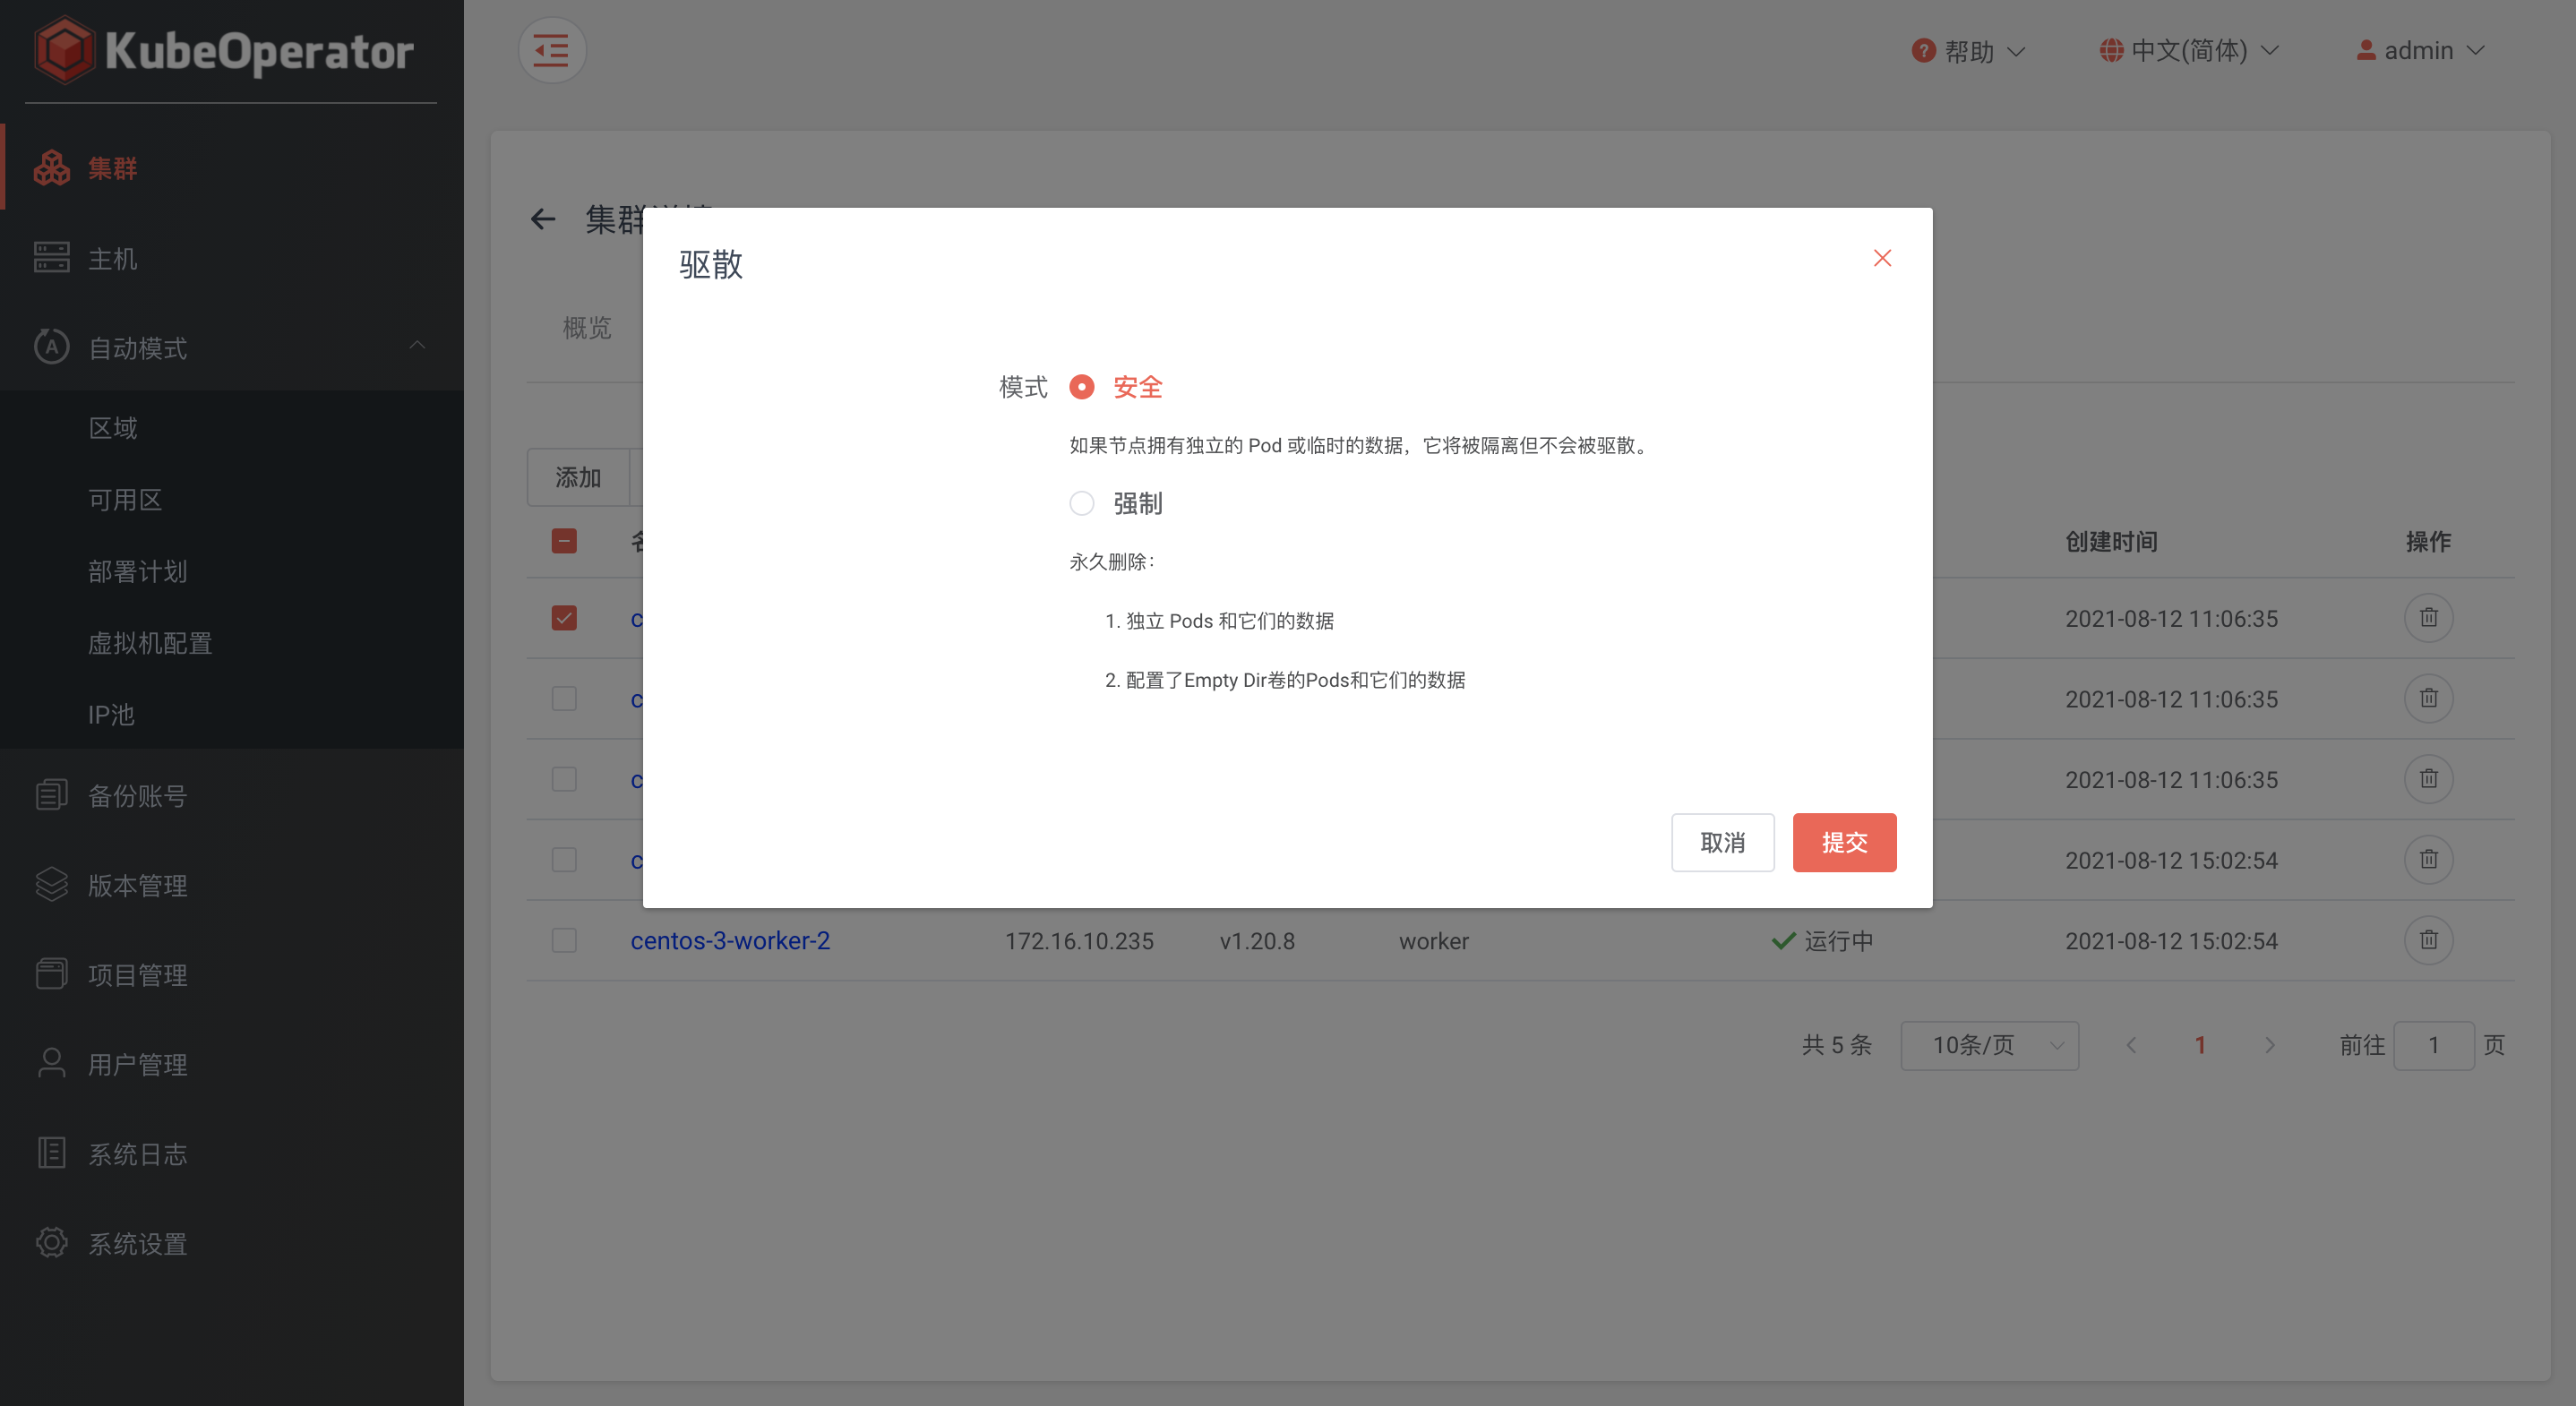 KubeOperator
帮助
中文(简体)
admin
集群
主机
自动模式
区域
可用区
部署计划
虚拟机配置
IP池
备份账号
版本管理
项目管理
用户管理
系统日志
系统设置
集群
概览
添加
驱散
模式
安全
如果节点拥有独立的 Pod 或临时的数据，它将被隔离但不会被驱散。
强制
永久删除：
1. 独立 Pods 和它们的数据
2. 配置了Empty Dir卷的Pods和它们的数据
取消
提交
创建时间 操作
c 2021-08-12 11:06:35
c 2021-08-12 11:06:35
c 2021-08-12 11:06:35
c 2021-08-12 15:02:54
centos-3-worker-2 172.16.10.235 v1.20.8 worker 运行中 2021-08-12 15:02:54
共 5 条 10条/页 1 前往 1 页